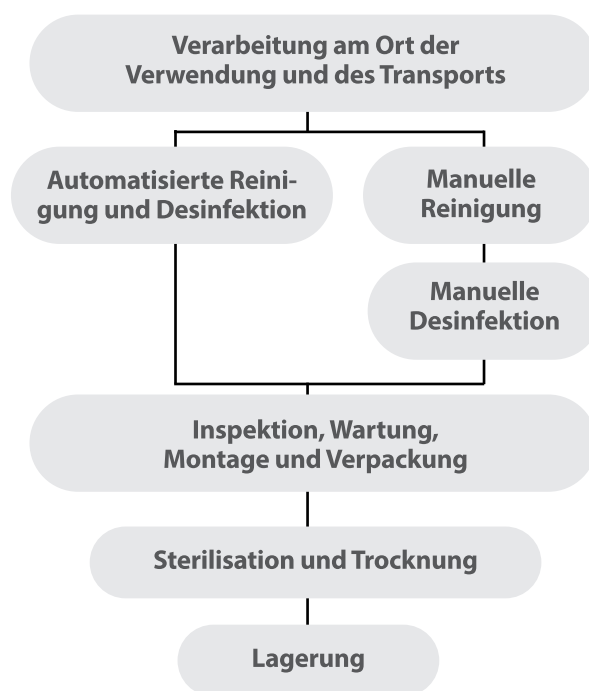 Verarbeitung am Ort der
Verwendung und des Transports
Automatisierte Reini-
gung und Desinfektion
Manuelle
Reinigung
Manuelle
Desinfektion
Inspektion, Wartung,
Montage und Verpackung
Sterilisation und Trocknung
Lagerung